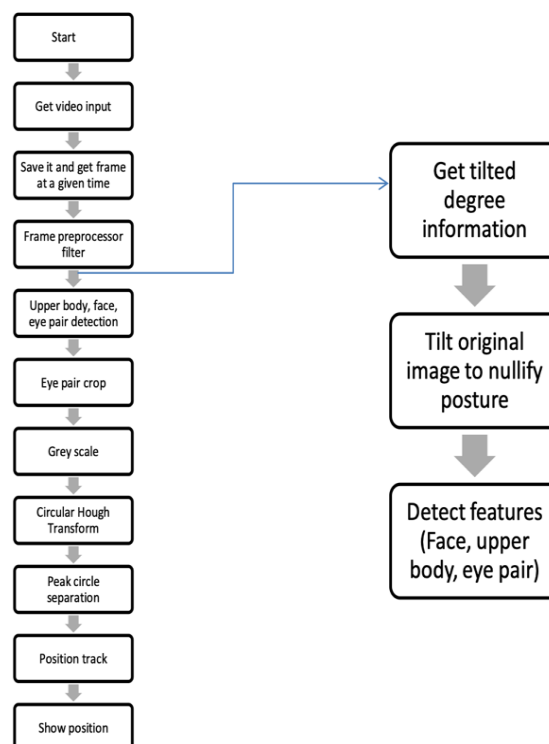 Start
Get video input
Save it and get frame
at a given time
Frame preprocessor
filter
Upper body, face,
eye pair detection
Eye pair crop
Grey scale
Circular Hough
Transform
Peak circle
separation
Position track
Show position
Get tilted
degree
information
Tilt original
image to nullify
posture
Detect features
(Face, upper
body, eye pair)